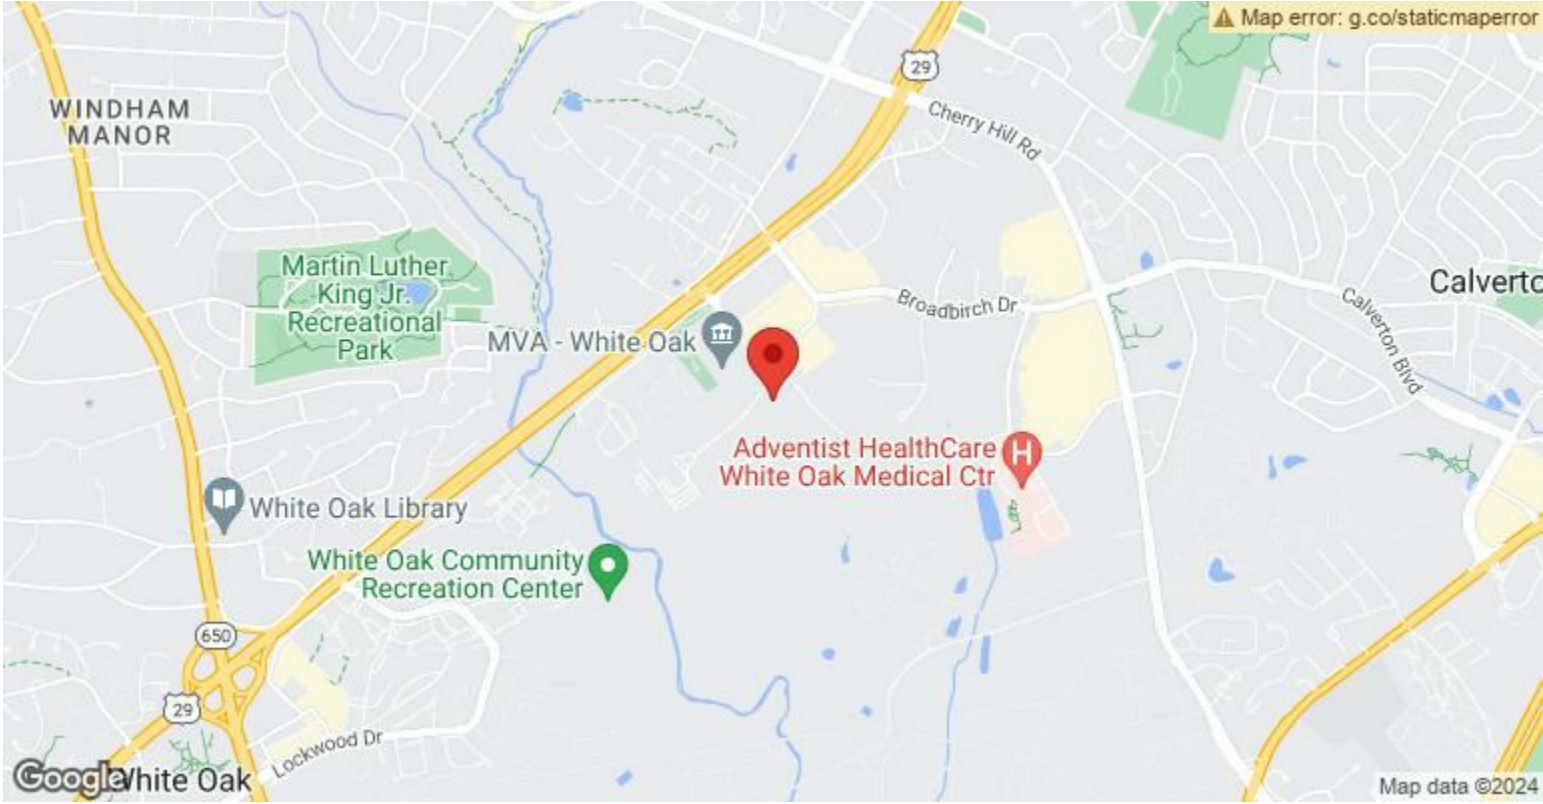 Map error: g.co/staticmaperror
29
WINDHAM
MANOR
Cherry Hill Rd
Martin Luther
King Jr.
Recreational
Park
Calverto
Broadbirch Dr
Calverton Blvd
MVA - White Oak
H
Adventist HealthCare
White Oak Medical Ctr
White Oak Library
White Oak Community
Recreation Center
650
29
Lockwood Dr
Google
White Oak
Map data ©2024